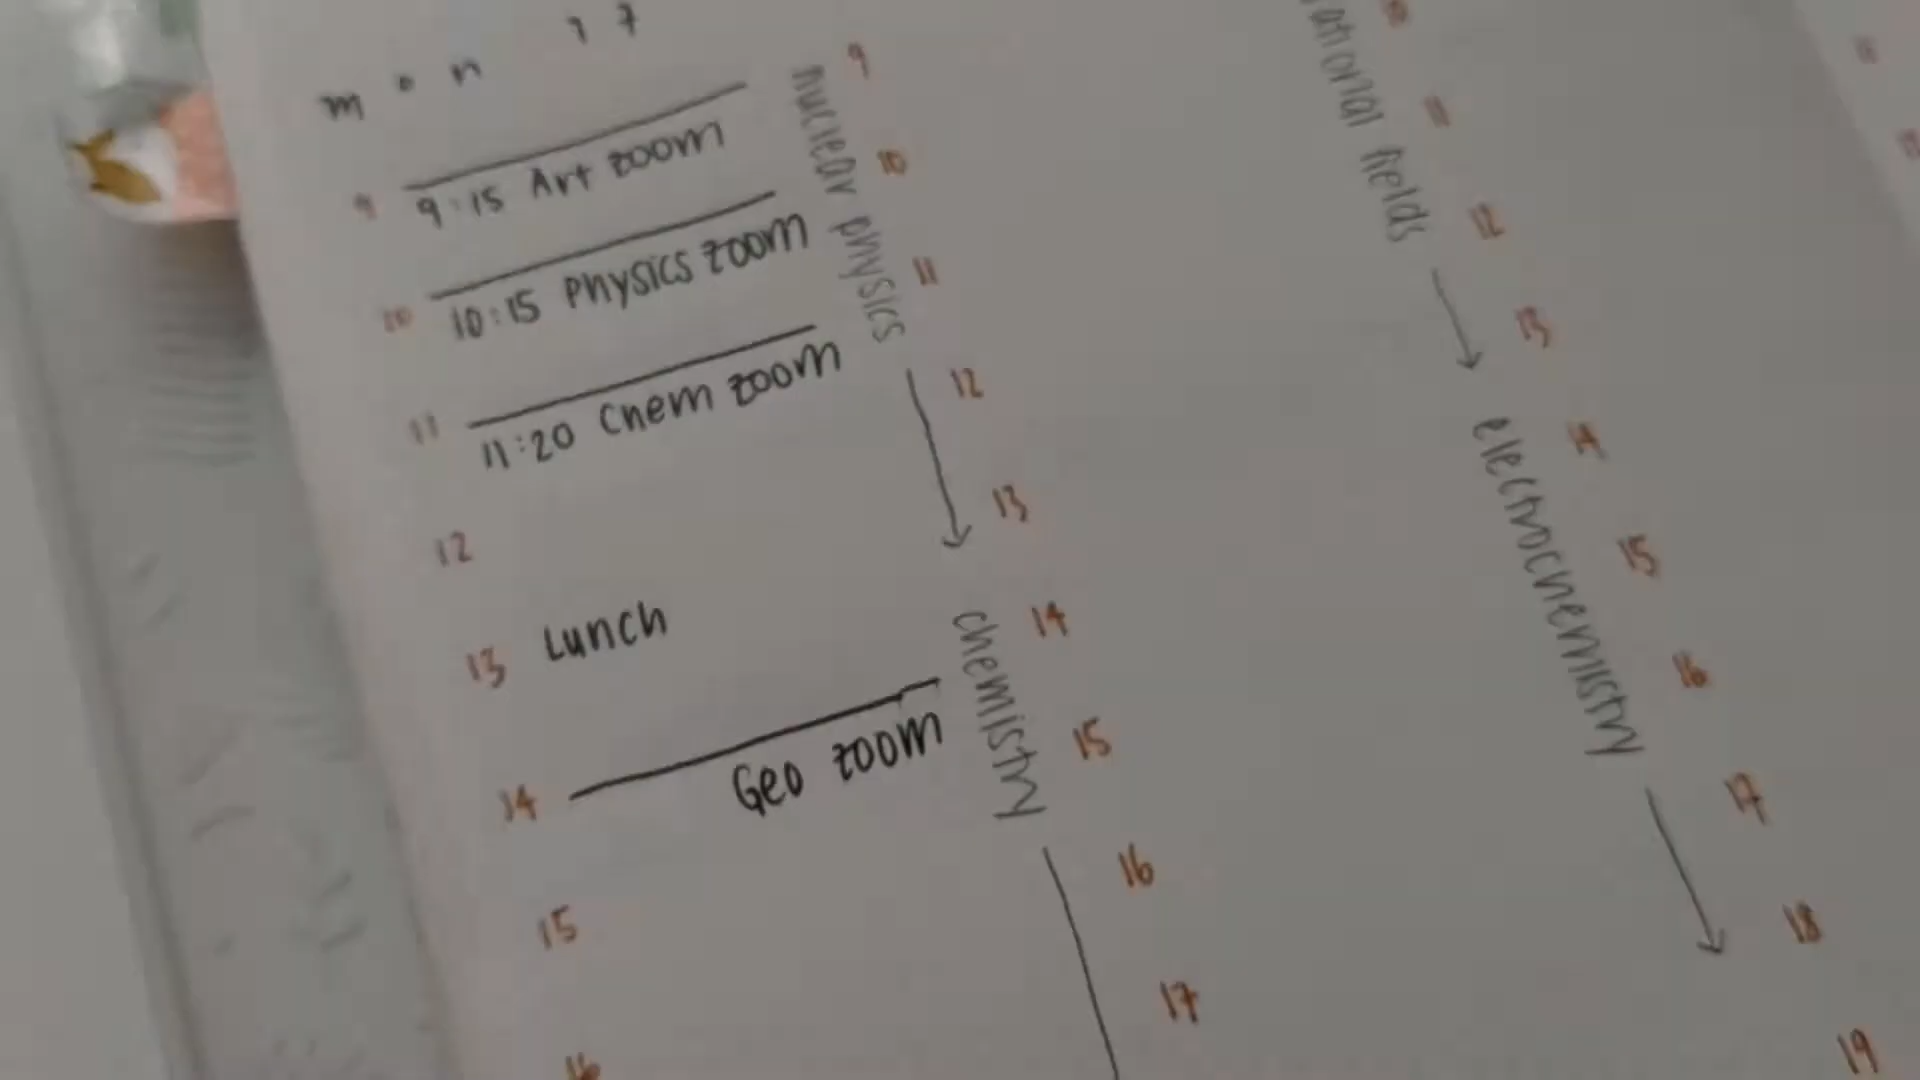 mon 17
9
9:15 Art zoom
10
10:15 Physics zoom
11
11:20 Chem zoom
12
13 Lunch
14
Geo zoom
15
16
nuclear physics
chemistry
9
10
11
12
13
14
15
16
17
fields
electrochemistry
11
12
13
14
15
16
17
18
19